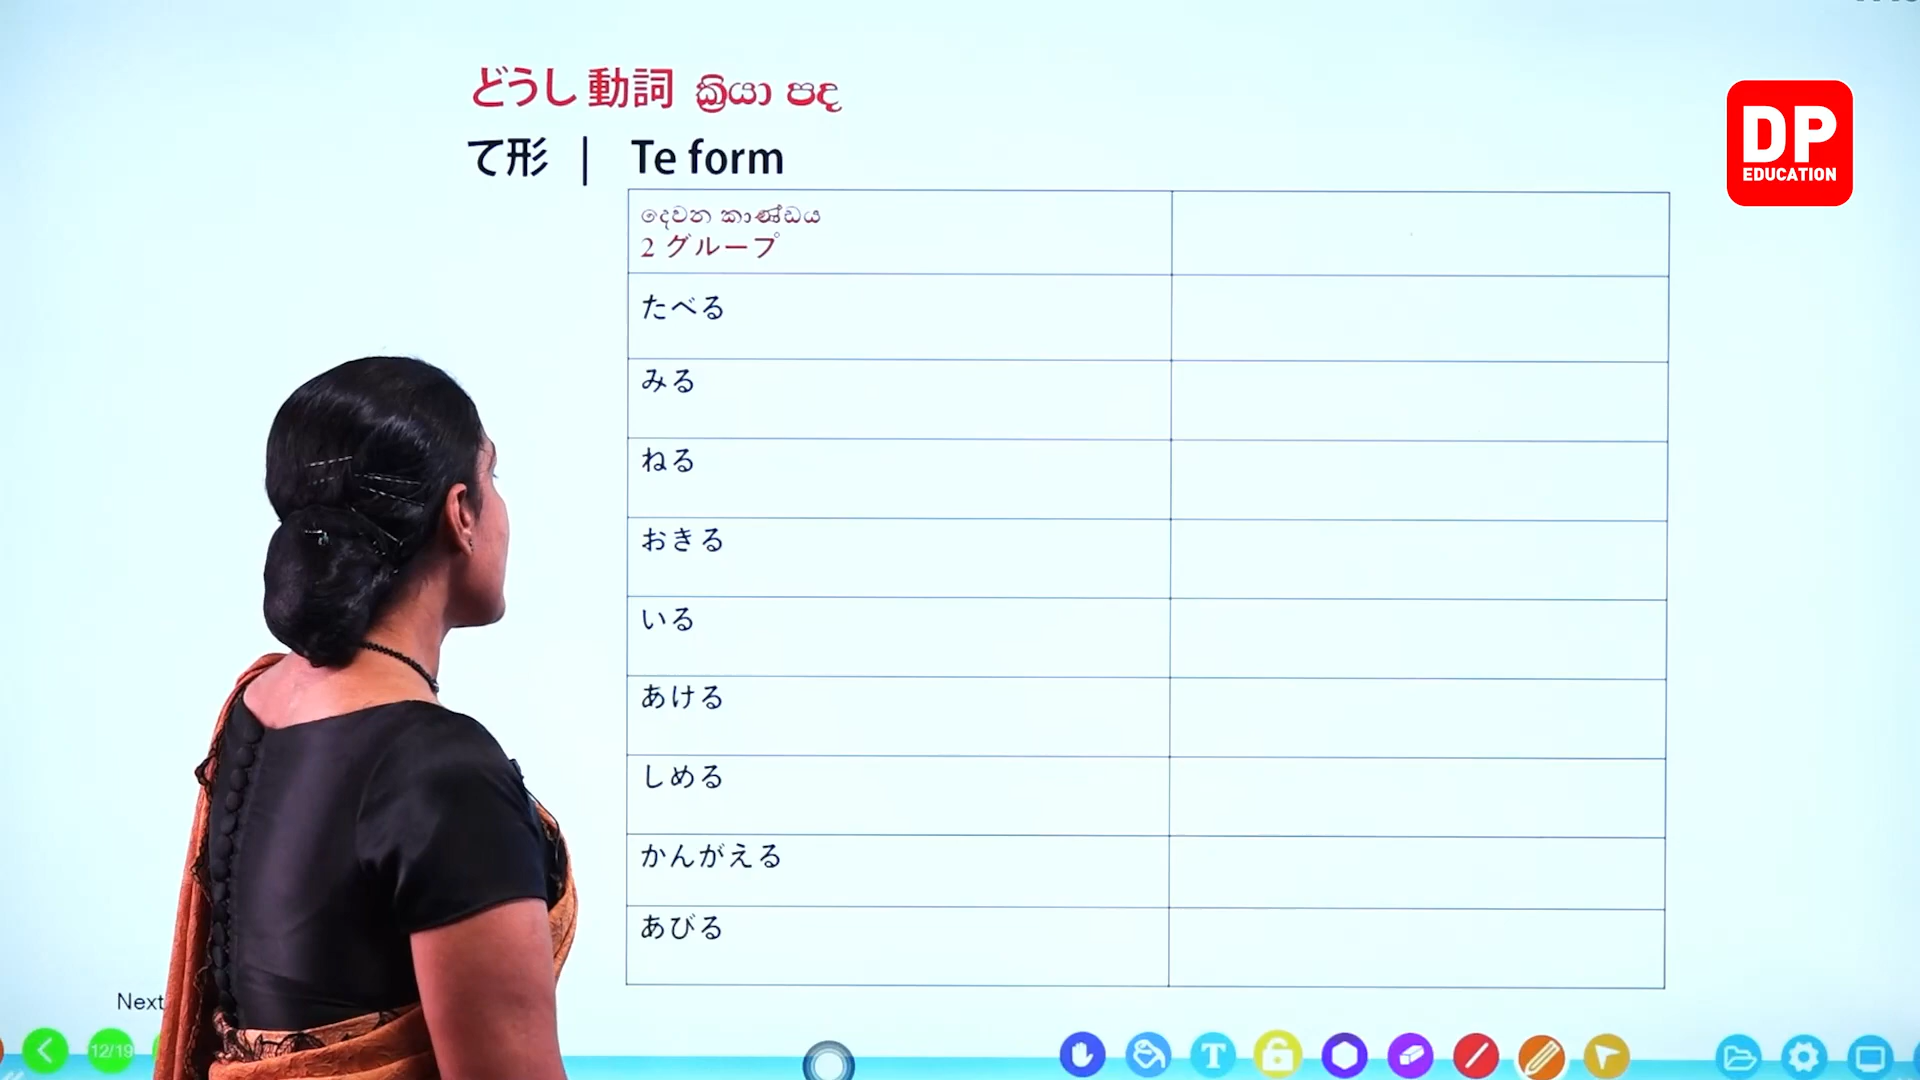 どうし 動詞 ක්‍රියා පද
て形 | Te form
DP
EDUCATION
දෙවන කාණ්ඩය
2 グループ
たべる
みる
ねる
おきる
いる
あける
しめる
かんがえる
あびる
Next
12/19
T